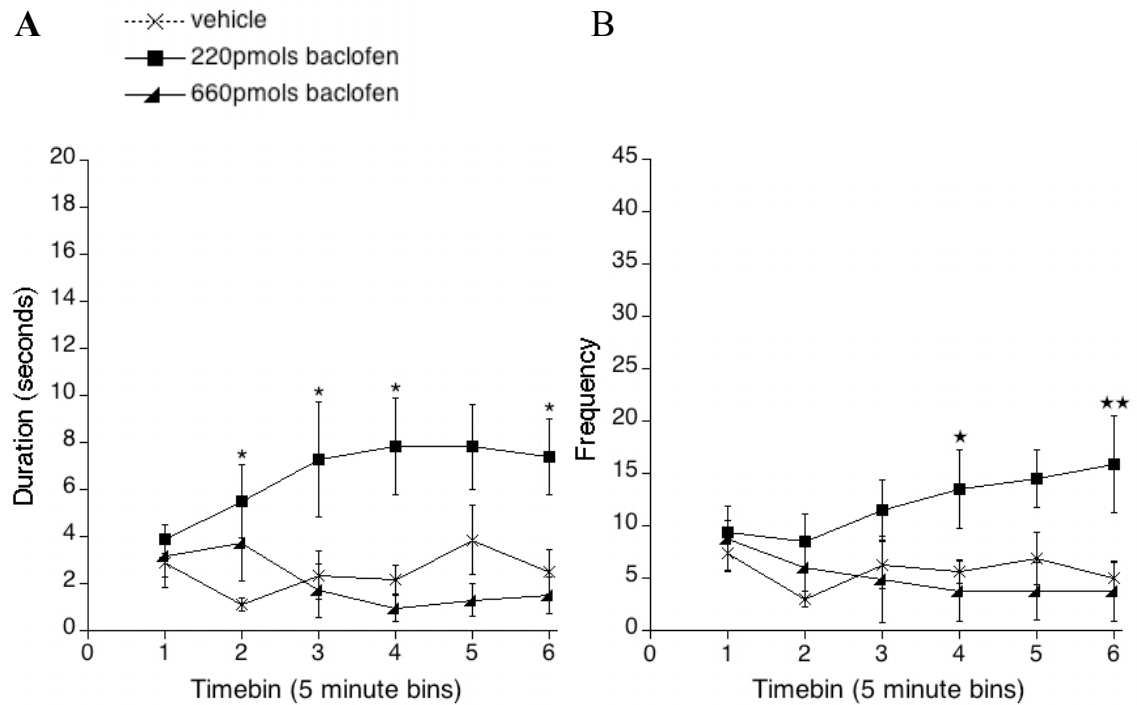 A
vehicle
220pmols baclofen
660pmols baclofen
B
20
18
16
14
12
10
8
6
4
2
0
Duration (seconds)
* * * *
0 1 2 3 4 5 6
Timebin (5 minute bins)
45
40
35
30
25
20
15
10
5
0
Frequency
★ ★★
0 1 2 3 4 5 6
Timebin (5 minute bins)